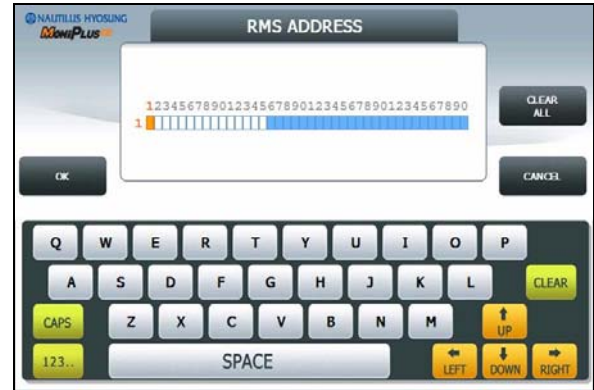 NAUTILUS HYOSUNG
MoniPlus
RMS ADDRESS
1234567890123456789012345678901234567890
1
CLEAR
ALL
OK
CANCEL
Q W E R T Y U I O P
A S D F G H J K L CLEAR
CAPS Z X C V B N M UP
123.. SPACE LEFT DOWN RIGHT